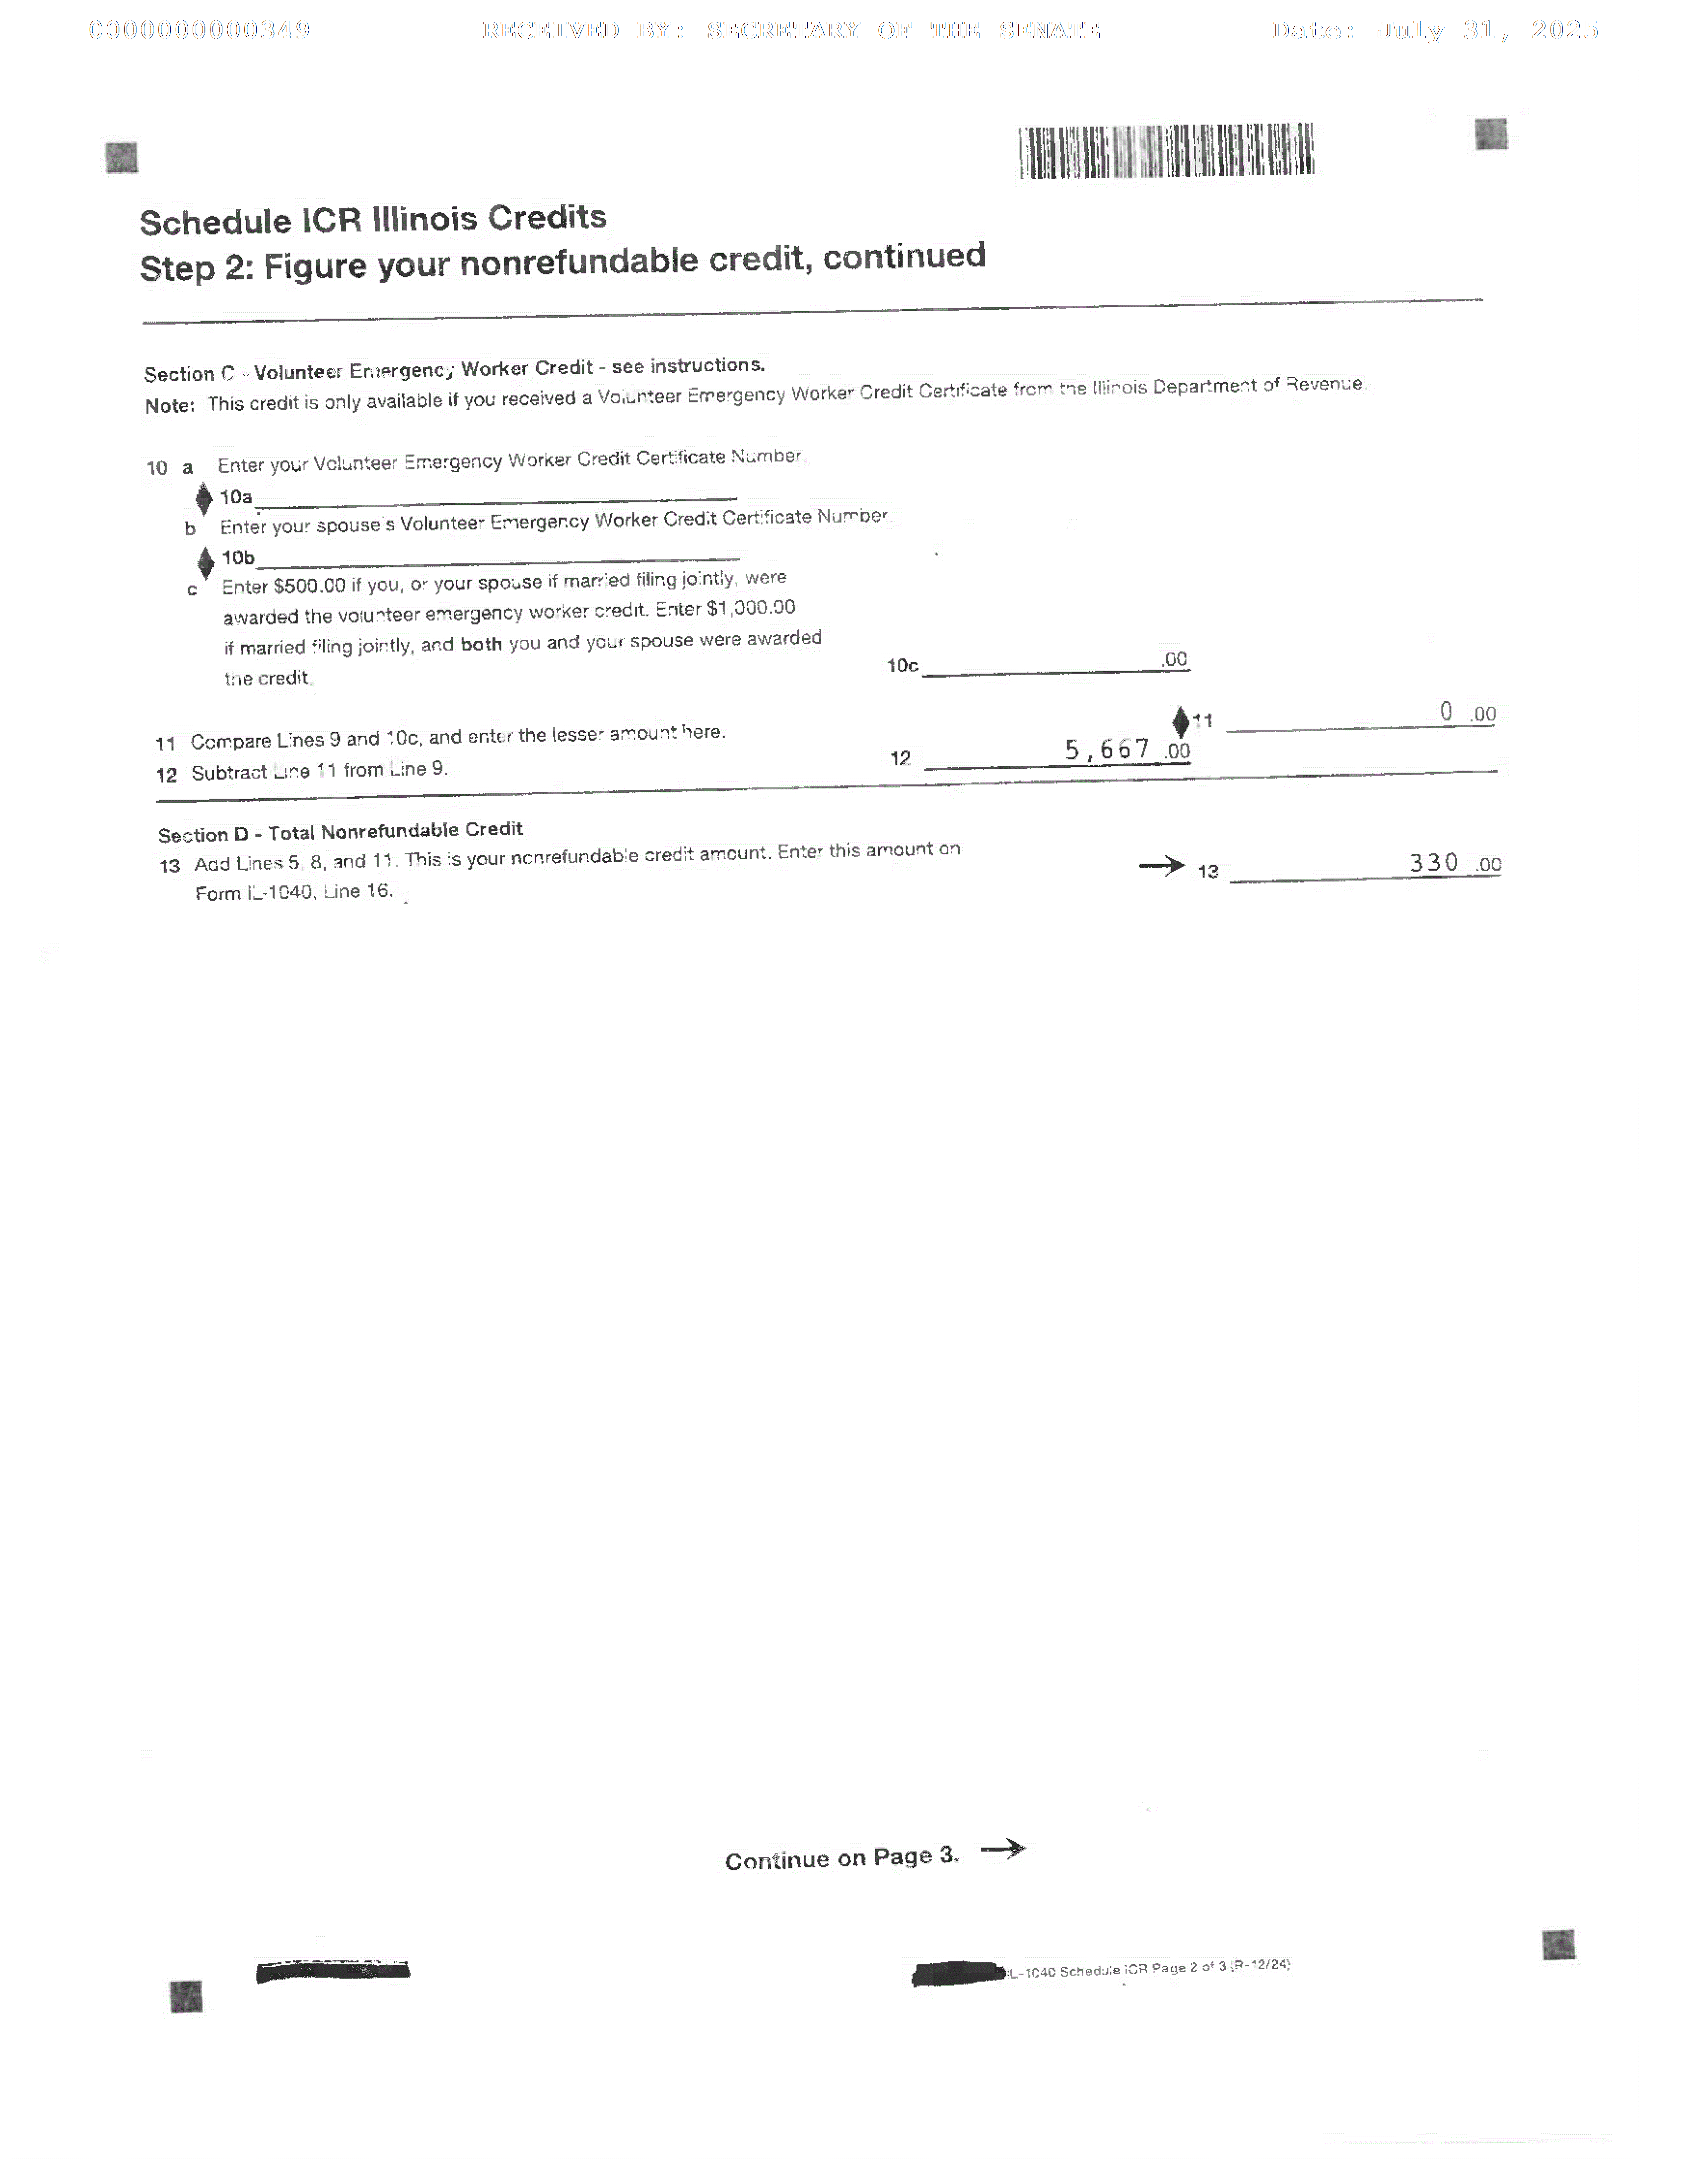 0000000000349 RECEIVED BY: SECRETARY OF THE SENATE Date: July 31, 2025
Schedule ICR Illinois Credits
Step 2: Figure your nonrefundable credit, continued
Section C - Volunteer Emergency Worker Credit - see instructions.
Note: This credit is only available if you received a Volunteer Emergency Worker Credit Certificate from the Illinois Department of Revenue.
10 a Enter your Volunteer Emergency Worker Credit Certificate Number.
10a
b Enter your spouse's Volunteer Emergency Worker Credit Certificate Number.
10b
c Enter $500.00 if you, or your spouse if married filing jointly, were
awarded the volunteer emergency worker credit. Enter $1,000.00
if married filing jointly, and both you and your spouse were awarded
the credit. 10c .00
11 Compare Lines 9 and 10c, and enter the lesser amount here. 11 0 .00
12 Subtract Line 11 from Line 9. 12 5,667 .00
Section D - Total Nonrefundable Credit
13 Add Lines 5, 8, and 11. This is your nonrefundable credit amount. Enter this amount on
Form IL-1040, Line 16. → 13 330 .00
Continue on Page 3. →
IL-1040 Schedule ICR Page 2 of 3 (R-12/24)